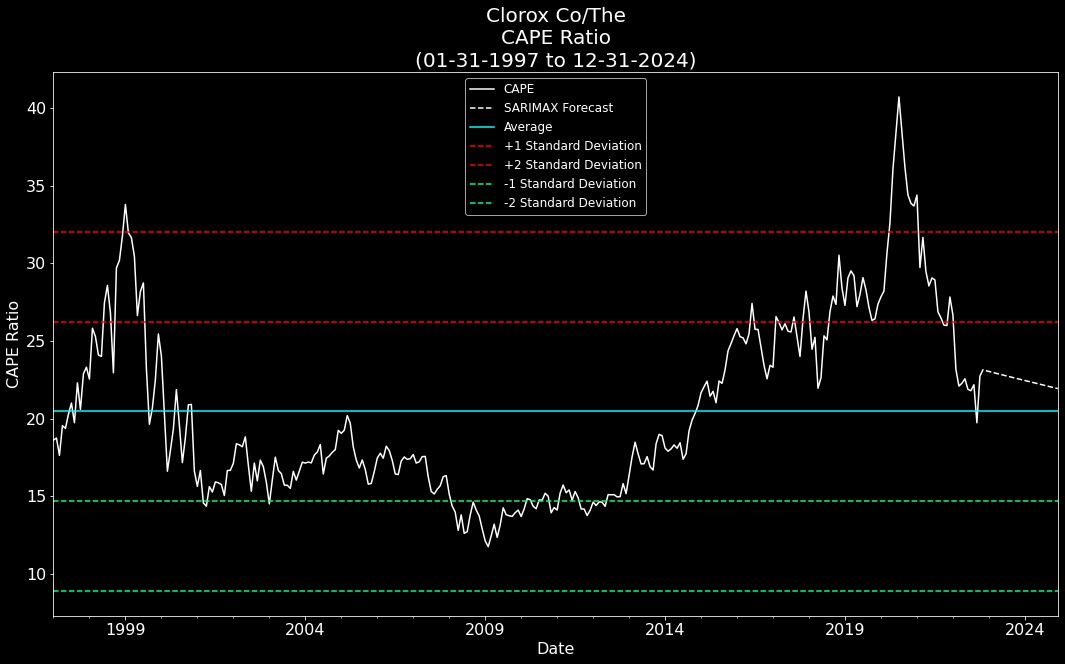 Clorox Co/The
CAPE Ratio
(01-31-1997 to 12-31-2024)
CAPE
SARIMAX Forecast
Average
+1 Standard Deviation
+2 Standard Deviation
-1 Standard Deviation
-2 Standard Deviation
CAPE Ratio
40
35
30
25
20
15
10
1999
2004
2009
2014
2019
2024
Date